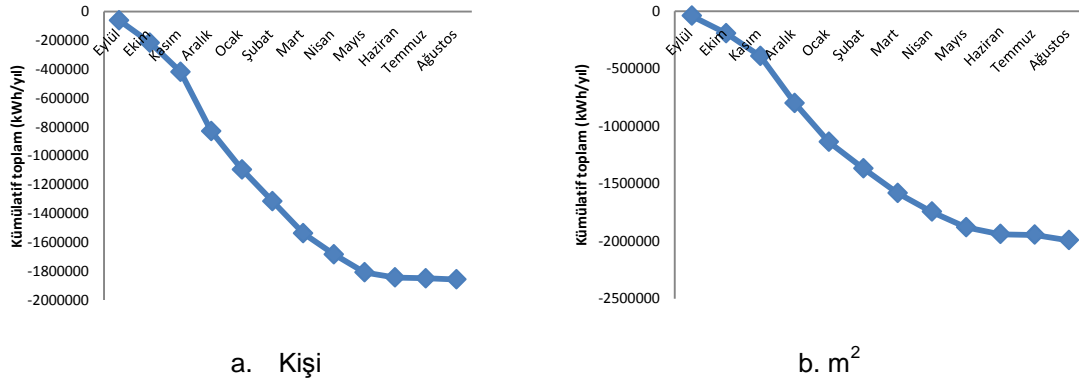 0
-200000
-400000
-600000
-800000
-1000000
-1200000
-1400000
-1600000
-1800000
-2000000
Kümülatif toplam (kWh/yıl)
Eylül
Ekim
Kasım
Aralık
Ocak
Şubat
Mart
Nisan
Mayıs
Haziran
Temmuz
Ağustos
a. Kişi
0
-500000
-1000000
-1500000
-2000000
-2500000
Kümülatif toplam (kWh/yıl)
Eylül
Ekim
Kasım
Aralık
Ocak
Şubat
Mart
Nisan
Mayıs
Haziran
Temmuz
Ağustos
b. m²